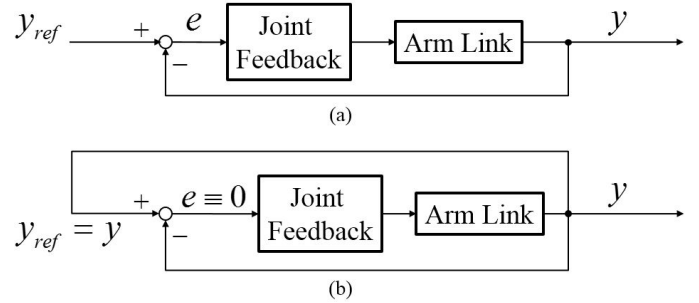 y_ref + e Joint Feedback Arm Link y
−
(a)
+ e ≡ 0 Joint Feedback Arm Link y
y_ref = y −
(b)